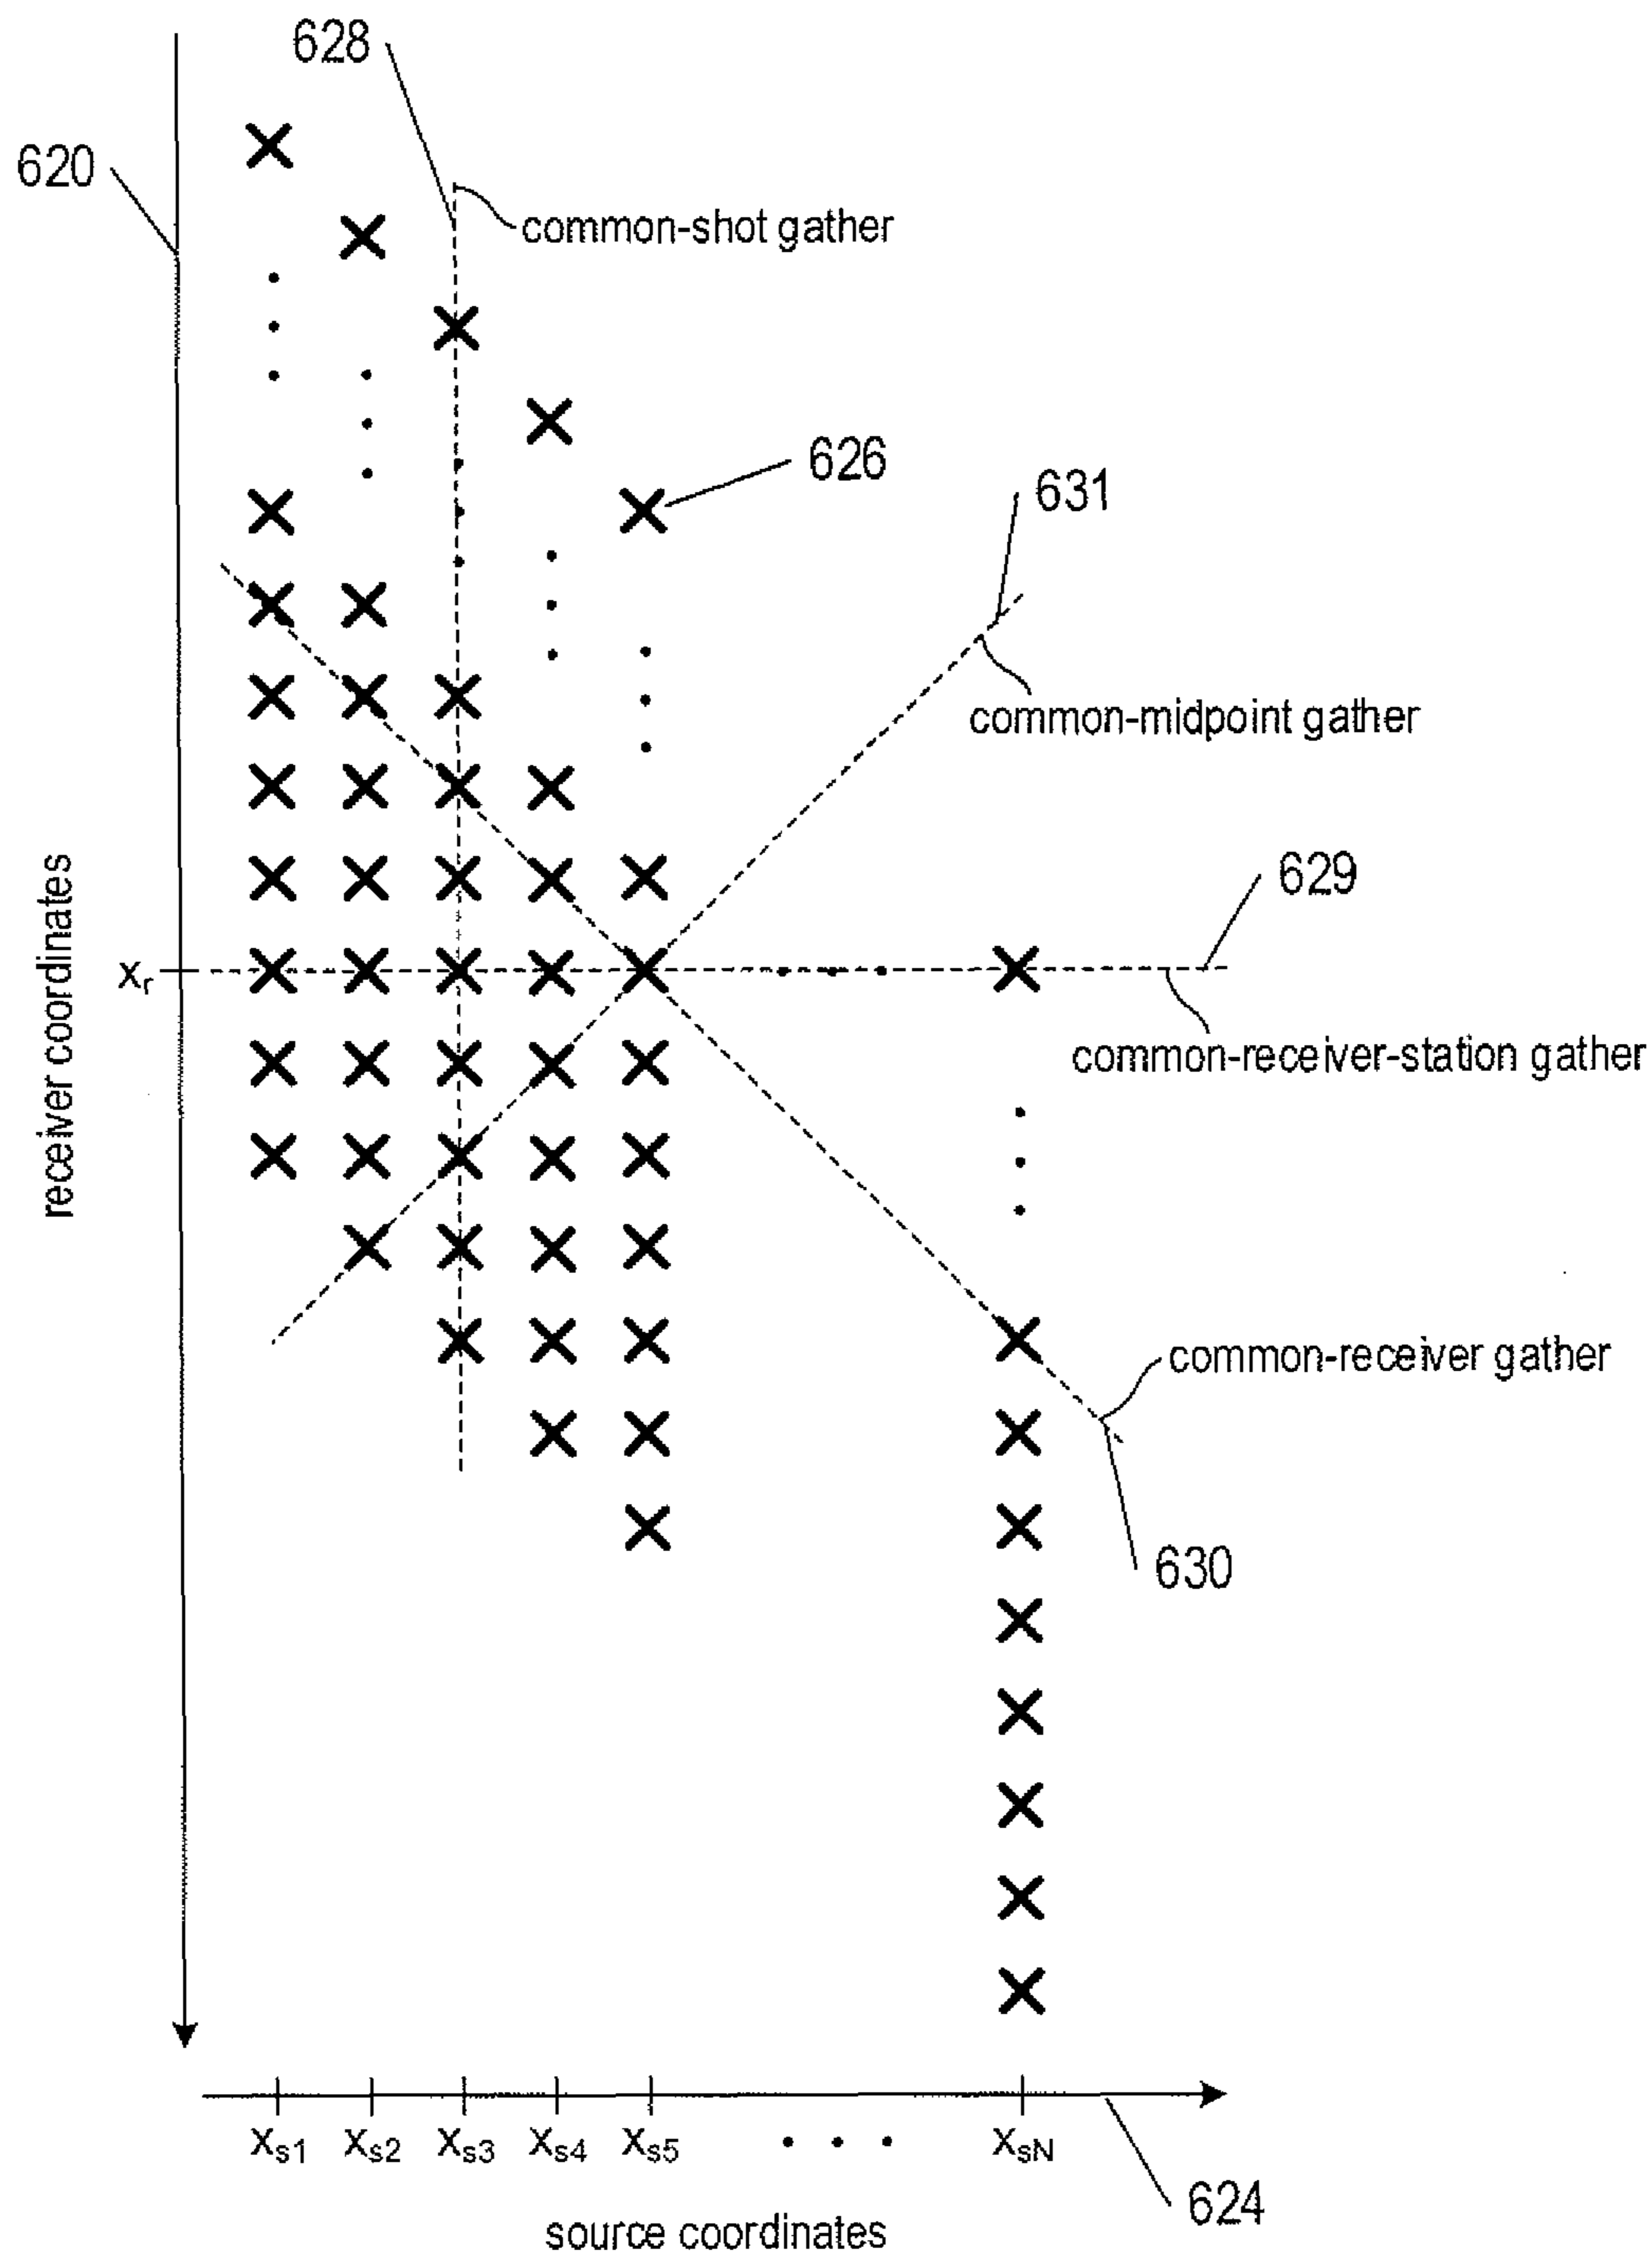 628
620
common-shot gather
626
631
common-midpoint gather
629
receiver coordinates
xr
common-receiver-station gather
common-receiver gather
630
xs1 xs2 xs3 xs4 xs5 • • • xsN
624
source coordinates